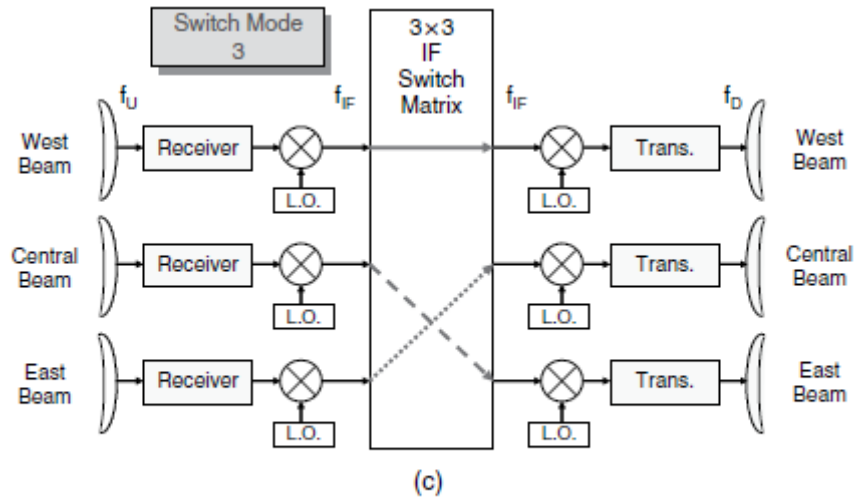 Switch Mode
3
3×3
IF
Switch
Matrix
f_U
f_IF
f_IF
f_D
West
Beam
Receiver
Trans.
West
Beam
L.O.
L.O.
Central
Beam
Receiver
Trans.
Central
Beam
L.O.
L.O.
East
Beam
Receiver
Trans.
East
Beam
L.O.
L.O.
(c)